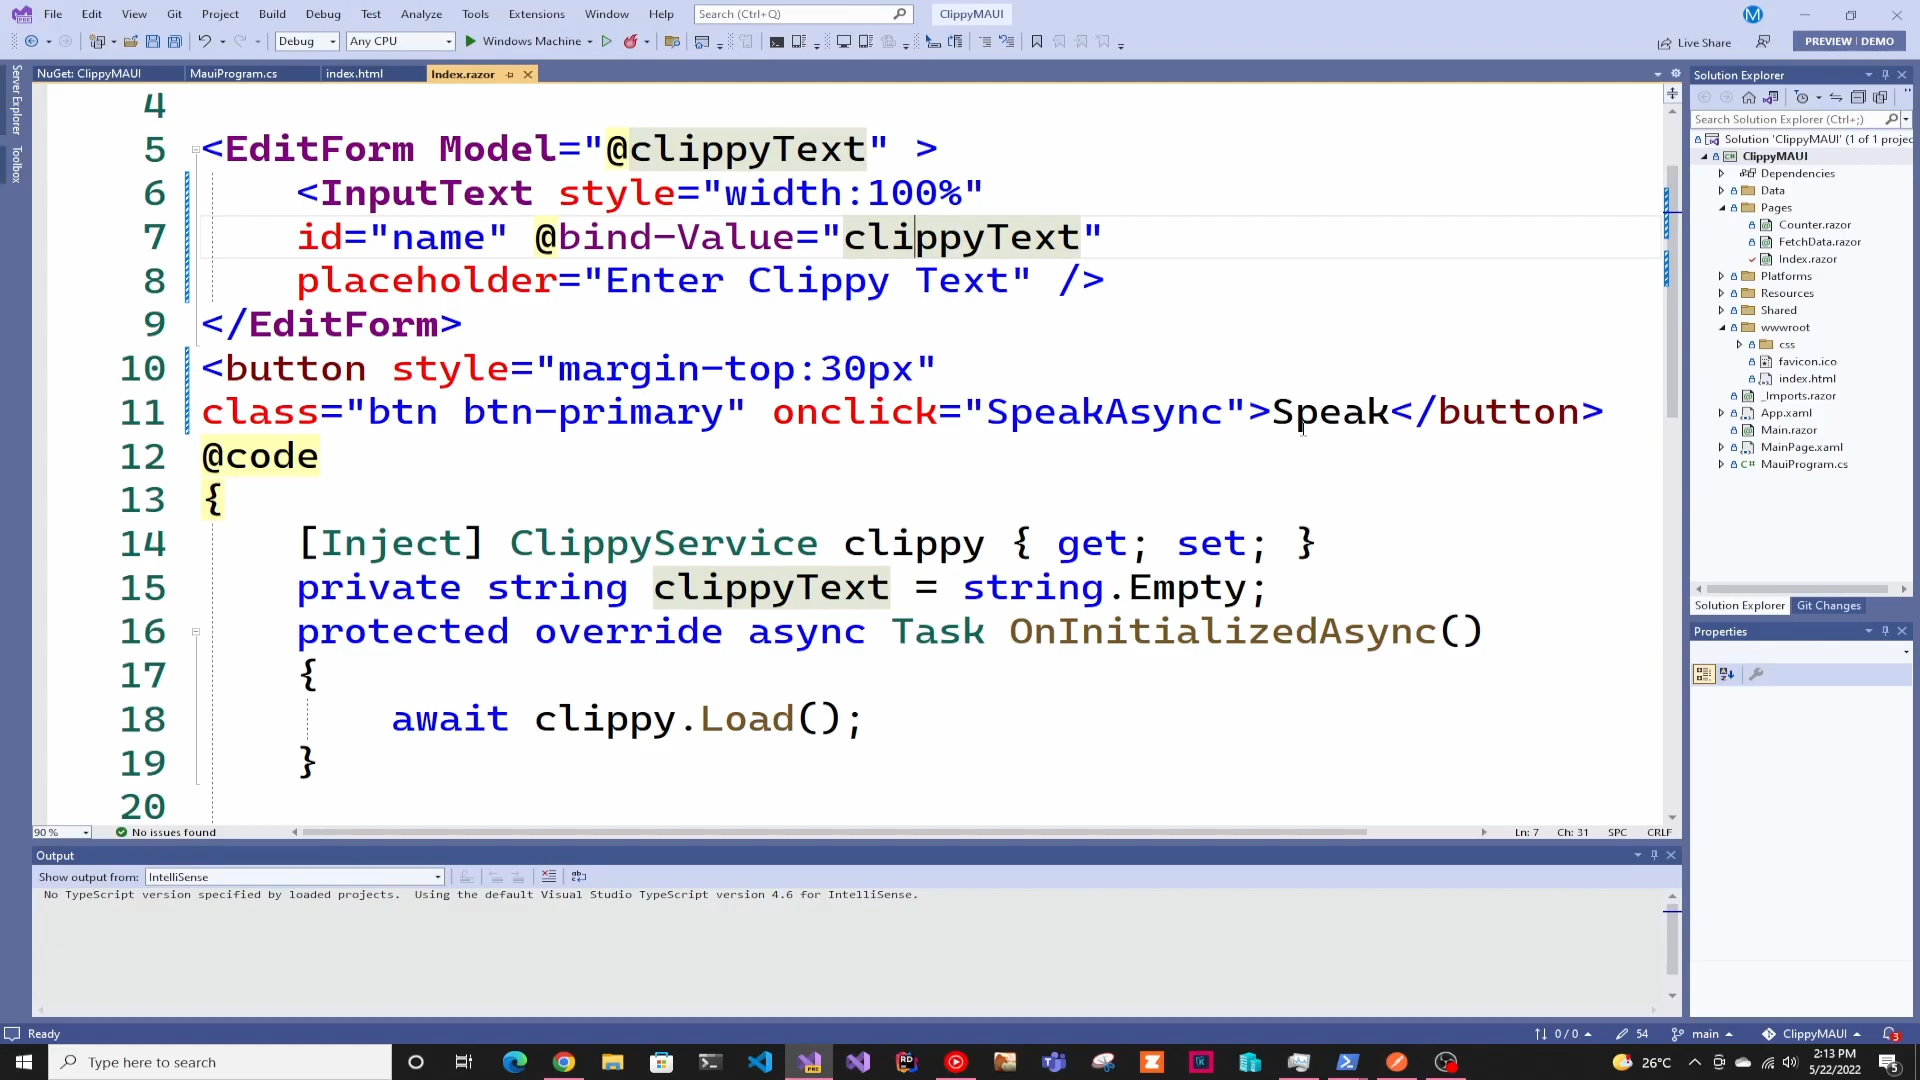 File Edit View Git Project Build Debug Test Analyze Tools Extensions Window Help Search (Ctrl+Q) ClippyMAUI M
Debug Any CPU Windows Machine Live Share PREVIEW | DEMO
NuGet: ClippyMAUI MauiProgram.cs index.html Index.razor
Server Explorer
Toolbox
4
5 <EditForm Model="@clippyText" >
6 <InputText style="width:100%"
7 id="name" @bind-Value="clippyText"
8 placeholder="Enter Clippy Text" />
9 </EditForm>
10 <button style="margin-top:30px"
11 class="btn btn-primary" onclick="SpeakAsync">Speak</button>
12 @code
13 {
14 [Inject] ClippyService clippy { get; set; }
15 private string clippyText = string.Empty;
16 protected override async Task OnInitializedAsync()
17 {
18 await clippy.Load();
19 }
20
90 % No issues found Ln: 7 Ch: 31 SPC CRLF
Solution Explorer
Search Solution Explorer (Ctrl+;)
Solution 'ClippyMAUI' (1 of 1 projec
ClippyMAUI
Dependencies
Data
Pages
Counter.razor
FetchData.razor
Index.razor
Platforms
Resources
Shared
wwwroot
css
favicon.ico
index.html
_Imports.razor
App.xaml
Main.razor
MainPage.xaml
MauiProgram.cs
Solution Explorer Git Changes
Properties
Output
Show output from: IntelliSense
No TypeScript version specified by loaded projects. Using the default Visual Studio TypeScript version 4.6 for IntelliSense.
Ready 0 / 0 54 main ClippyMAUI 3
Type here to search 26°C 2:13 PM
5/22/2022 5